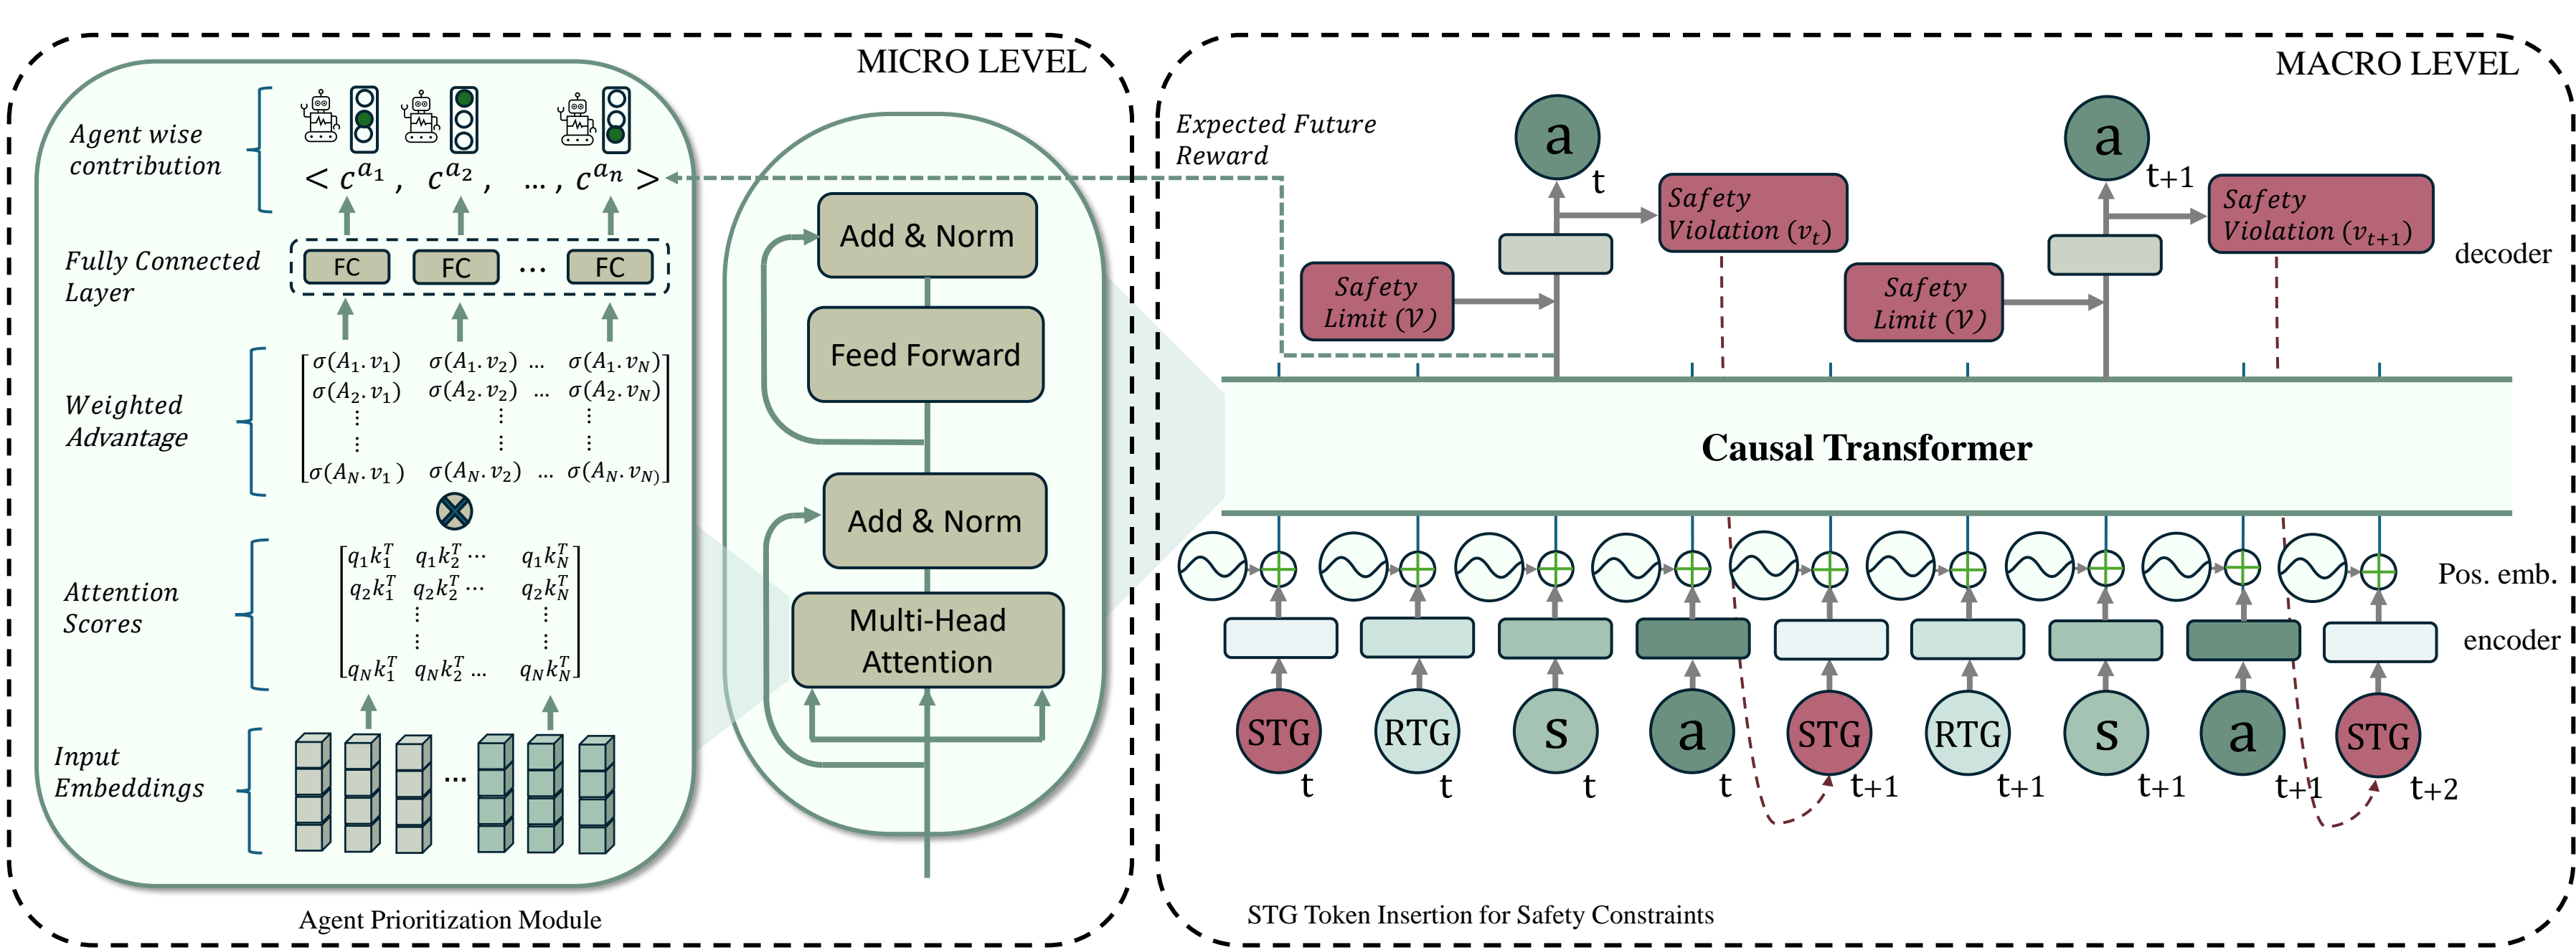 MICRO LEVEL
Agent wise
contribution
< c^{a_1} , c^{a_2} , ... , c^{a_n} >
Fully Connected
Layer
FC FC ... FC
Weighted
Advantage
σ(A_1. v_1) σ(A_1. v_2) ... σ(A_1. v_N)
σ(A_2. v_1) σ(A_2. v_2) ... σ(A_2. v_N)
⋮ ⋮ ⋮
σ(A_N. v_1) σ(A_N. v_2) ... σ(A_N. v_N)
Attention
Scores
q_1k_1^T q_1k_2^T ... q_1k_N^T
q_2k_1^T q_2k_2^T ... q_2k_N^T
⋮ ⋮
q_Nk_1^T q_Nk_2^T ... q_Nk_N^T
Input
Embeddings
...
Agent Prioritization Module
Add & Norm
Feed Forward
Add & Norm
Multi-Head
Attention
MACRO LEVEL
Expected Future
Reward
a t
Safety
Violation (v_t)
Safety
Limit (𝒱)
a t+1
Safety
Violation (v_{t+1})
Safety
Limit (𝒱)
decoder
Causal Transformer
Pos. emb.
encoder
STG RTG s a STG RTG s a STG
t t t t t+1 t+1 t+1 t+1 t+2
STG Token Insertion for Safety Constraints